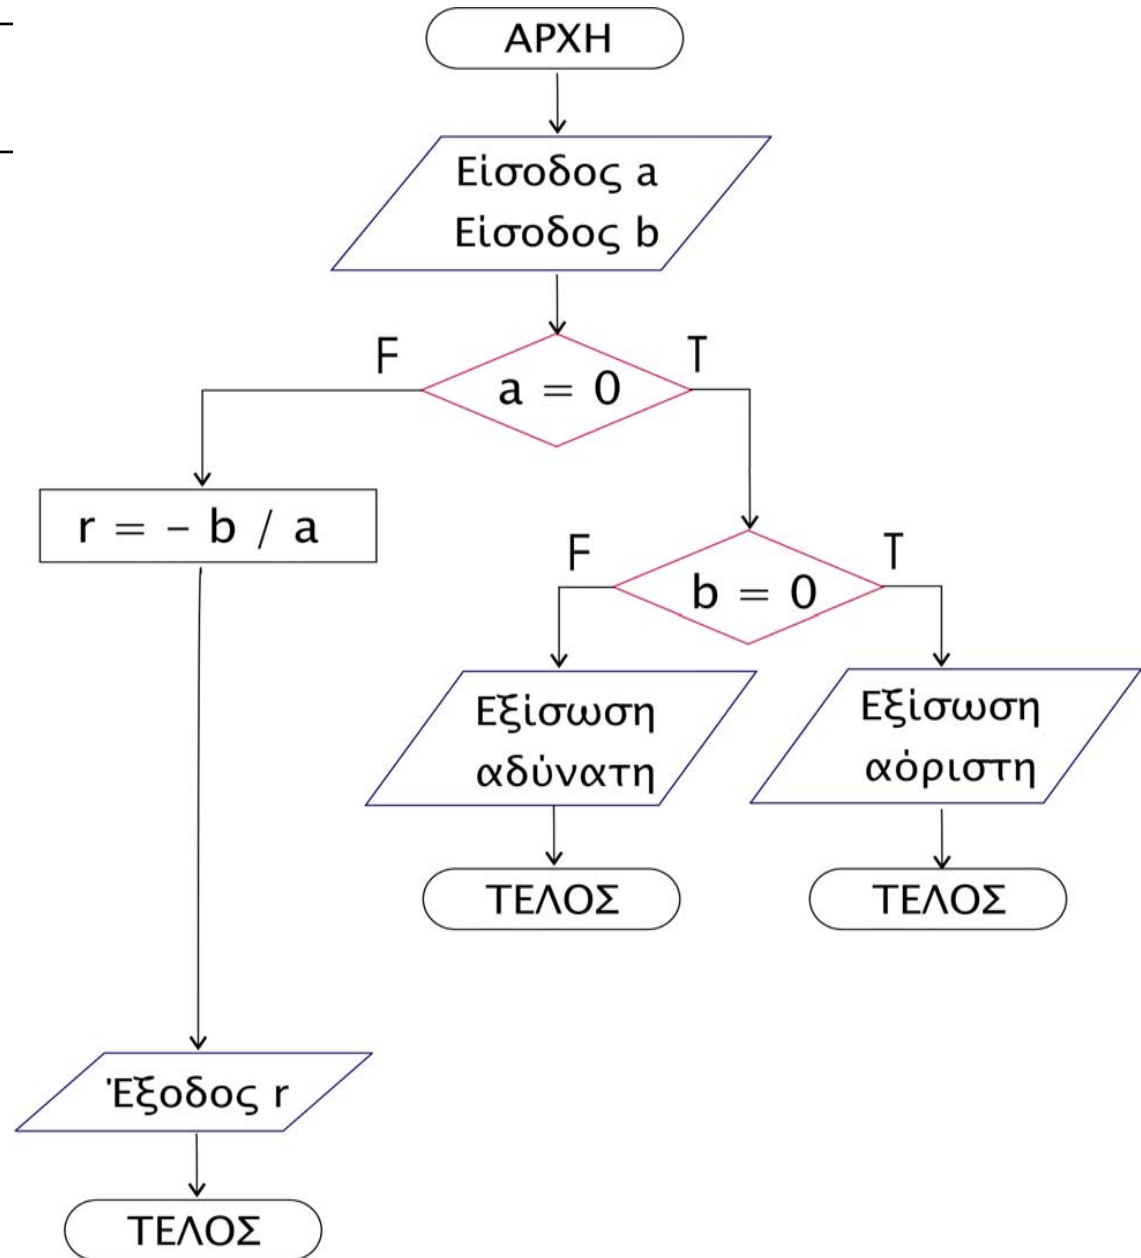 ΑΡΧΗ
Είσοδος a
Είσοδος b
F
T
a = 0
r = – b / a
F
T
b = 0
Εξίσωση
αδύνατη
Εξίσωση
αόριστη
ΤΕΛΟΣ
ΤΕΛΟΣ
Έξοδος r
ΤΕΛΟΣ